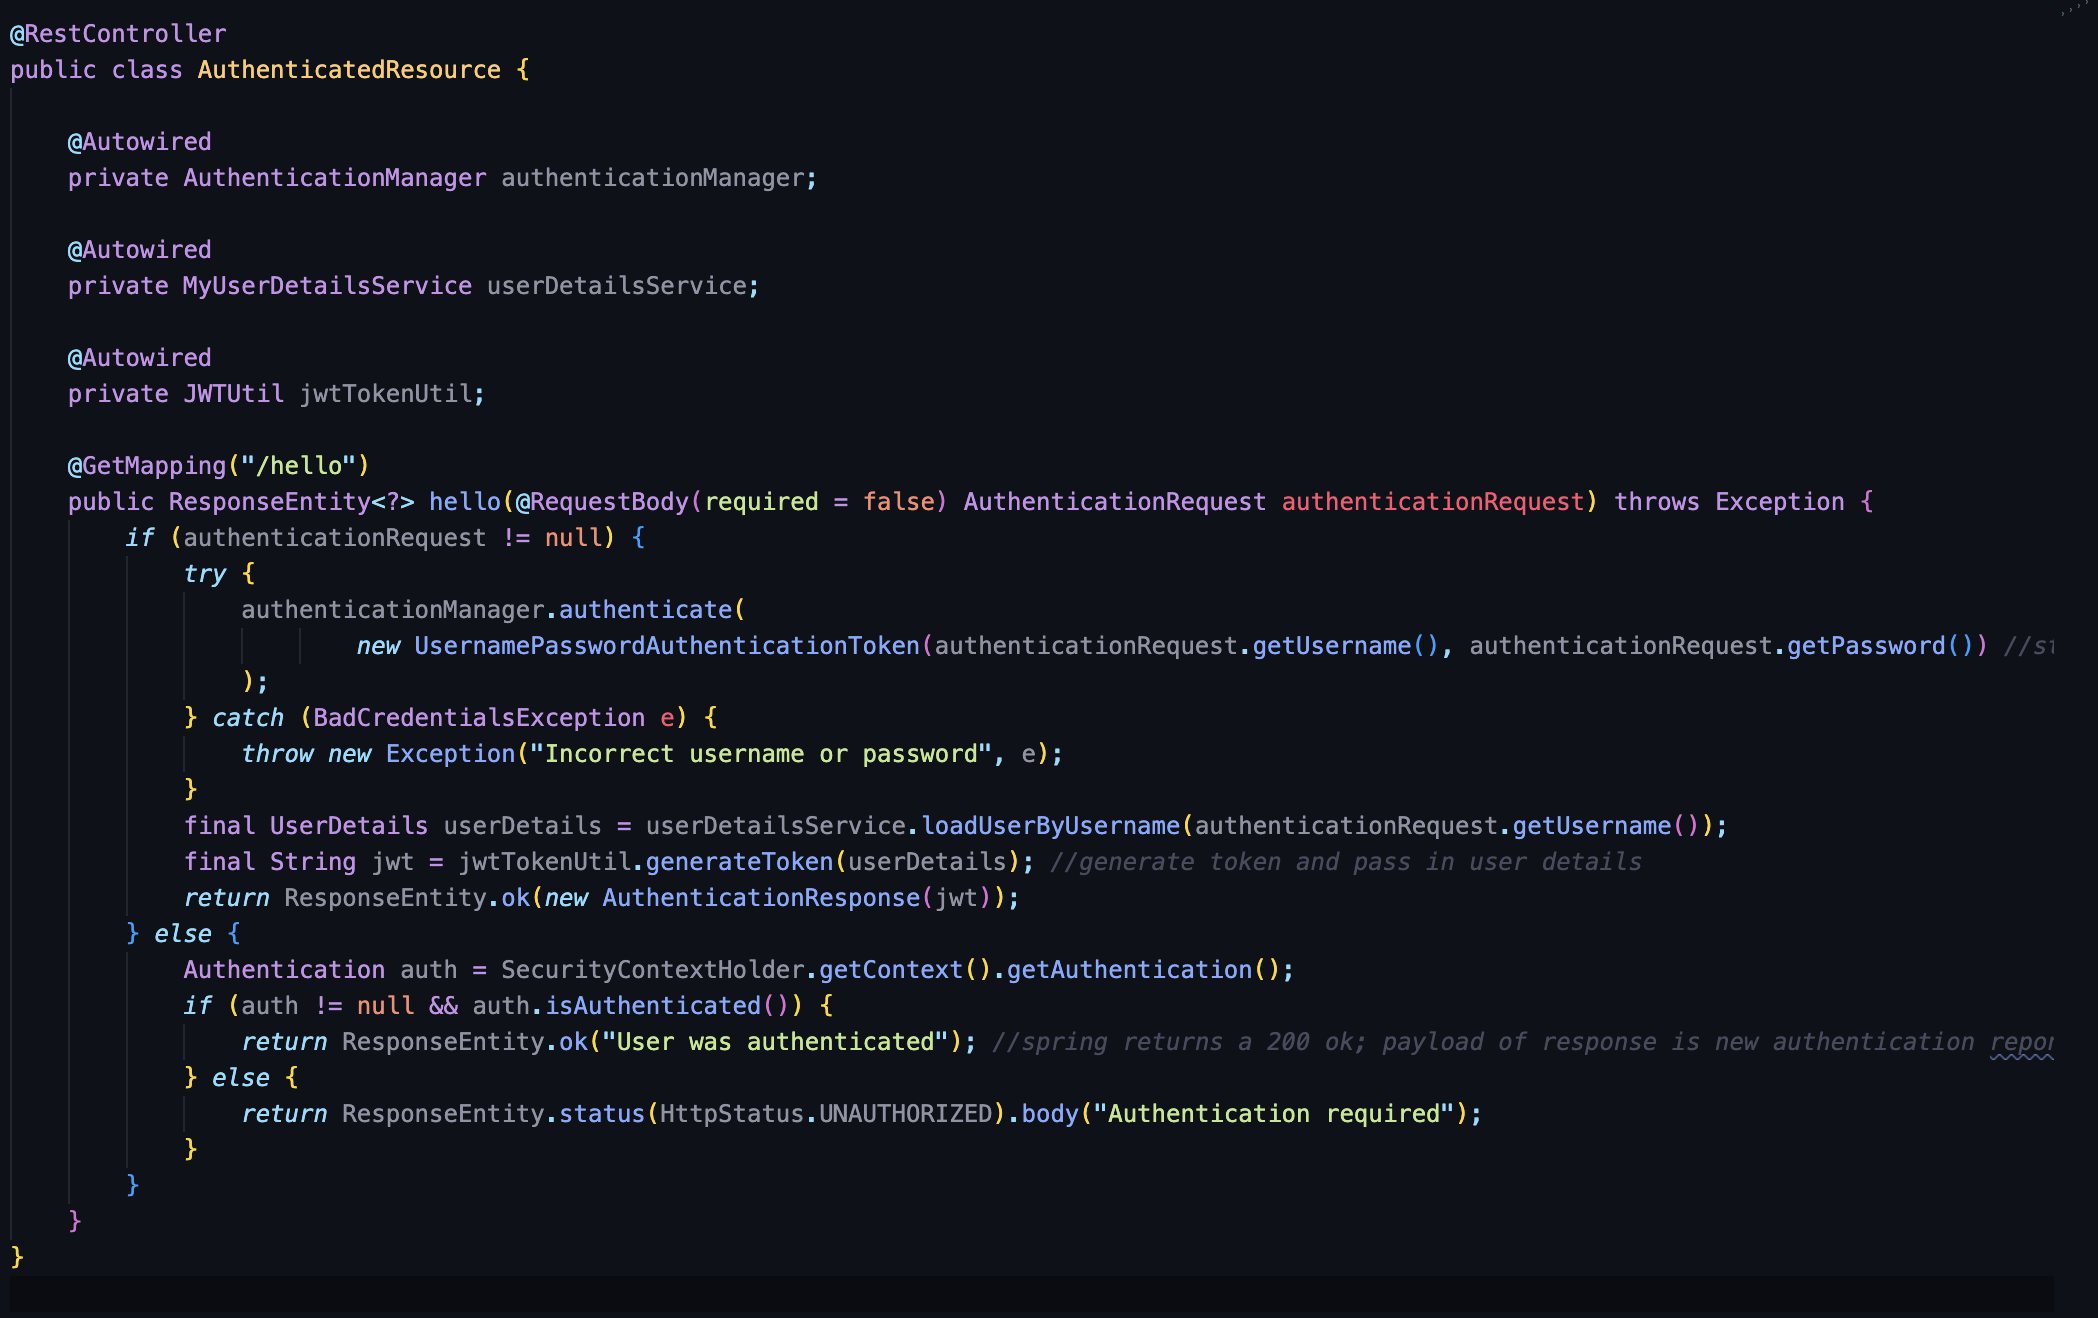 @RestController
public class AuthenticatedResource {
@Autowired
private AuthenticationManager authenticationManager;
@Autowired
private MyUserDetailsService userDetailsService;
@Autowired
private JWTUtil jwtTokenUtil;
@GetMapping("/hello")
public ResponseEntity<?> hello(@RequestBody(required = false) AuthenticationRequest authenticationRequest) throws Exception {
if (authenticationRequest != null) {
try {
authenticationManager.authenticate(
new UsernamePasswordAuthenticationToken(authenticationRequest.getUsername(), authenticationRequest.getPassword()) //
);
} catch (BadCredentialsException e) {
throw new Exception("Incorrect username or password", e);
}
final UserDetails userDetails = userDetailsService.loadUserByUsername(authenticationRequest.getUsername());
final String jwt = jwtTokenUtil.generateToken(userDetails); //generate token and pass in user details
return ResponseEntity.ok(new AuthenticationResponse(jwt));
} else {
Authentication auth = SecurityContextHolder.getContext().getAuthentication();
if (auth != null && auth.isAuthenticated()) {
return ResponseEntity.ok("User was authenticated"); //spring returns a 200 ok; payload of response is new authentication
} else {
return ResponseEntity.status(HttpStatus.UNAUTHORIZED).body("Authentication required");
}
}
}
}